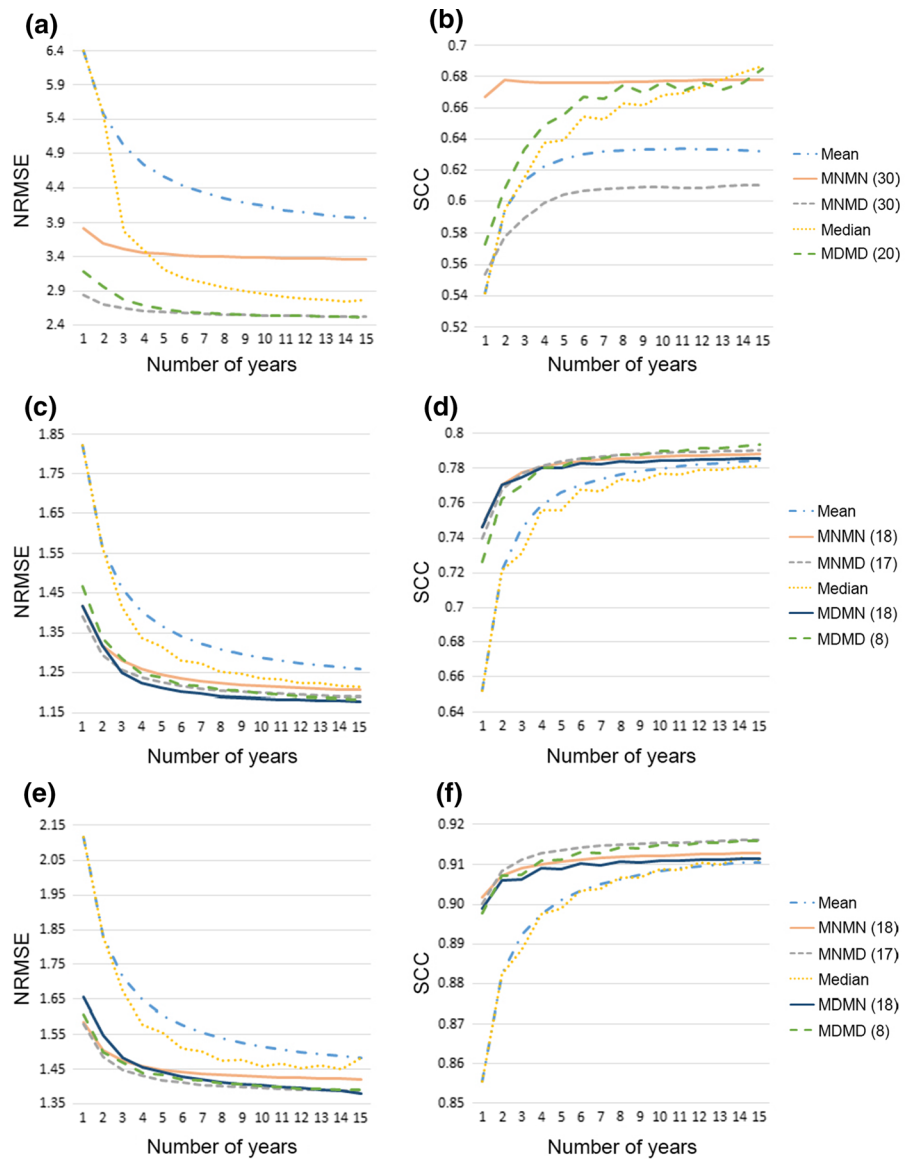 (a)
NRMSE
6.4
5.9
5.4
4.9
4.4
3.9
3.4
2.9
2.4
1 2 3 4 5 6 7 8 9 10 11 12 13 14 15
Number of years
(b)
SCC
0.7
0.68
0.66
0.64
0.62
0.6
0.58
0.56
0.54
0.52
1 2 3 4 5 6 7 8 9 10 11 12 13 14 15
Number of years
Mean
MNMN (30)
MNMD (30)
Median
MDMD (20)
(c)
NRMSE
1.85
1.75
1.65
1.55
1.45
1.35
1.25
1.15
1 2 3 4 5 6 7 8 9 10 11 12 13 14 15
Number of years
(d)
SCC
0.8
0.78
0.76
0.74
0.72
0.7
0.68
0.66
0.64
1 2 3 4 5 6 7 8 9 10 11 12 13 14 15
Number of years
Mean
MNMN (18)
MNMD (17)
Median
MDMN (18)
MDMD (8)
(e)
NRMSE
2.15
2.05
1.95
1.85
1.75
1.65
1.55
1.45
1.35
1 2 3 4 5 6 7 8 9 10 11 12 13 14 15
Number of years
(f)
SCC
0.92
0.91
0.90
0.89
0.88
0.87
0.86
0.85
1 2 3 4 5 6 7 8 9 10 11 12 13 14 15
Number of years
Mean
MNMN (18)
MNMD (17)
Median
MDMN (18)
MDMD (8)